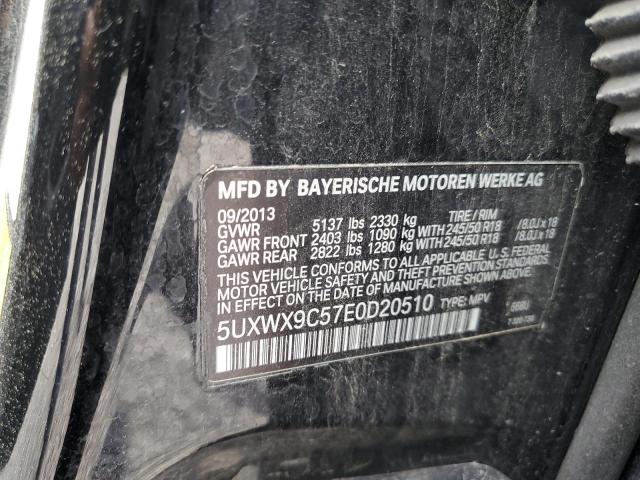 MFD BY BAYERISCHE MOTOREN WERKE AG
09/2013
GVWR 5137 lbs 2330 kg TIRE / RIM
GAWR FRONT 2403 lbs 1090 kg WITH 245/50 R18 /8.0J x 18
GAWR REAR 2822 lbs 1280 kg WITH 245/50 R18 /8.0J x 18
THIS VEHICLE CONFORMS TO ALL APPLICABLE U. S. FEDERAL
MOTOR VEHICLE SAFETY, BUMPER, AND THEFT PREVENTION STANDARDS
IN EFFECT ON THE DATE OF MANUFACTURE SHOWN ABOVE.
5UXWX9C57E0D20510 TYPE: MPV